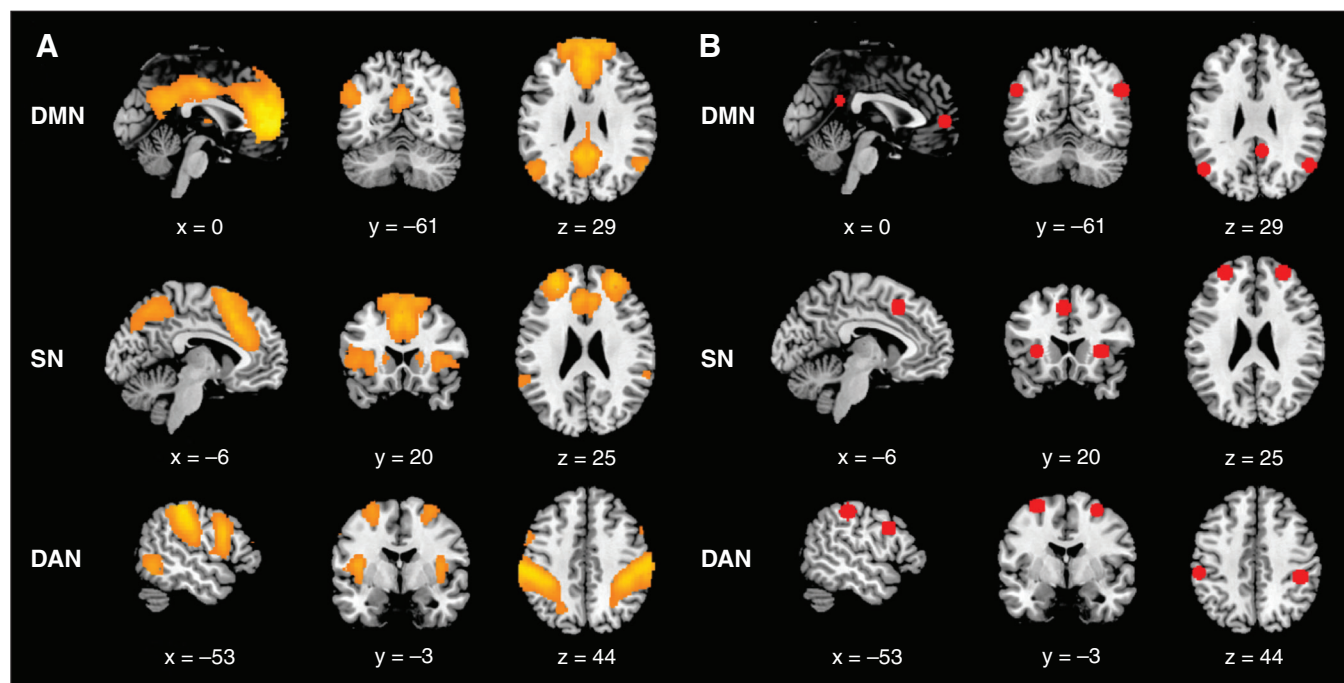 A
B
DMN
DMN
x = 0
y = –61
z = 29
x = 0
y = –61
z = 29
SN
SN
x = –6
y = 20
z = 25
x = –6
y = 20
z = 25
DAN
DAN
x = –53
y = –3
z = 44
x = –53
y = –3
z = 44